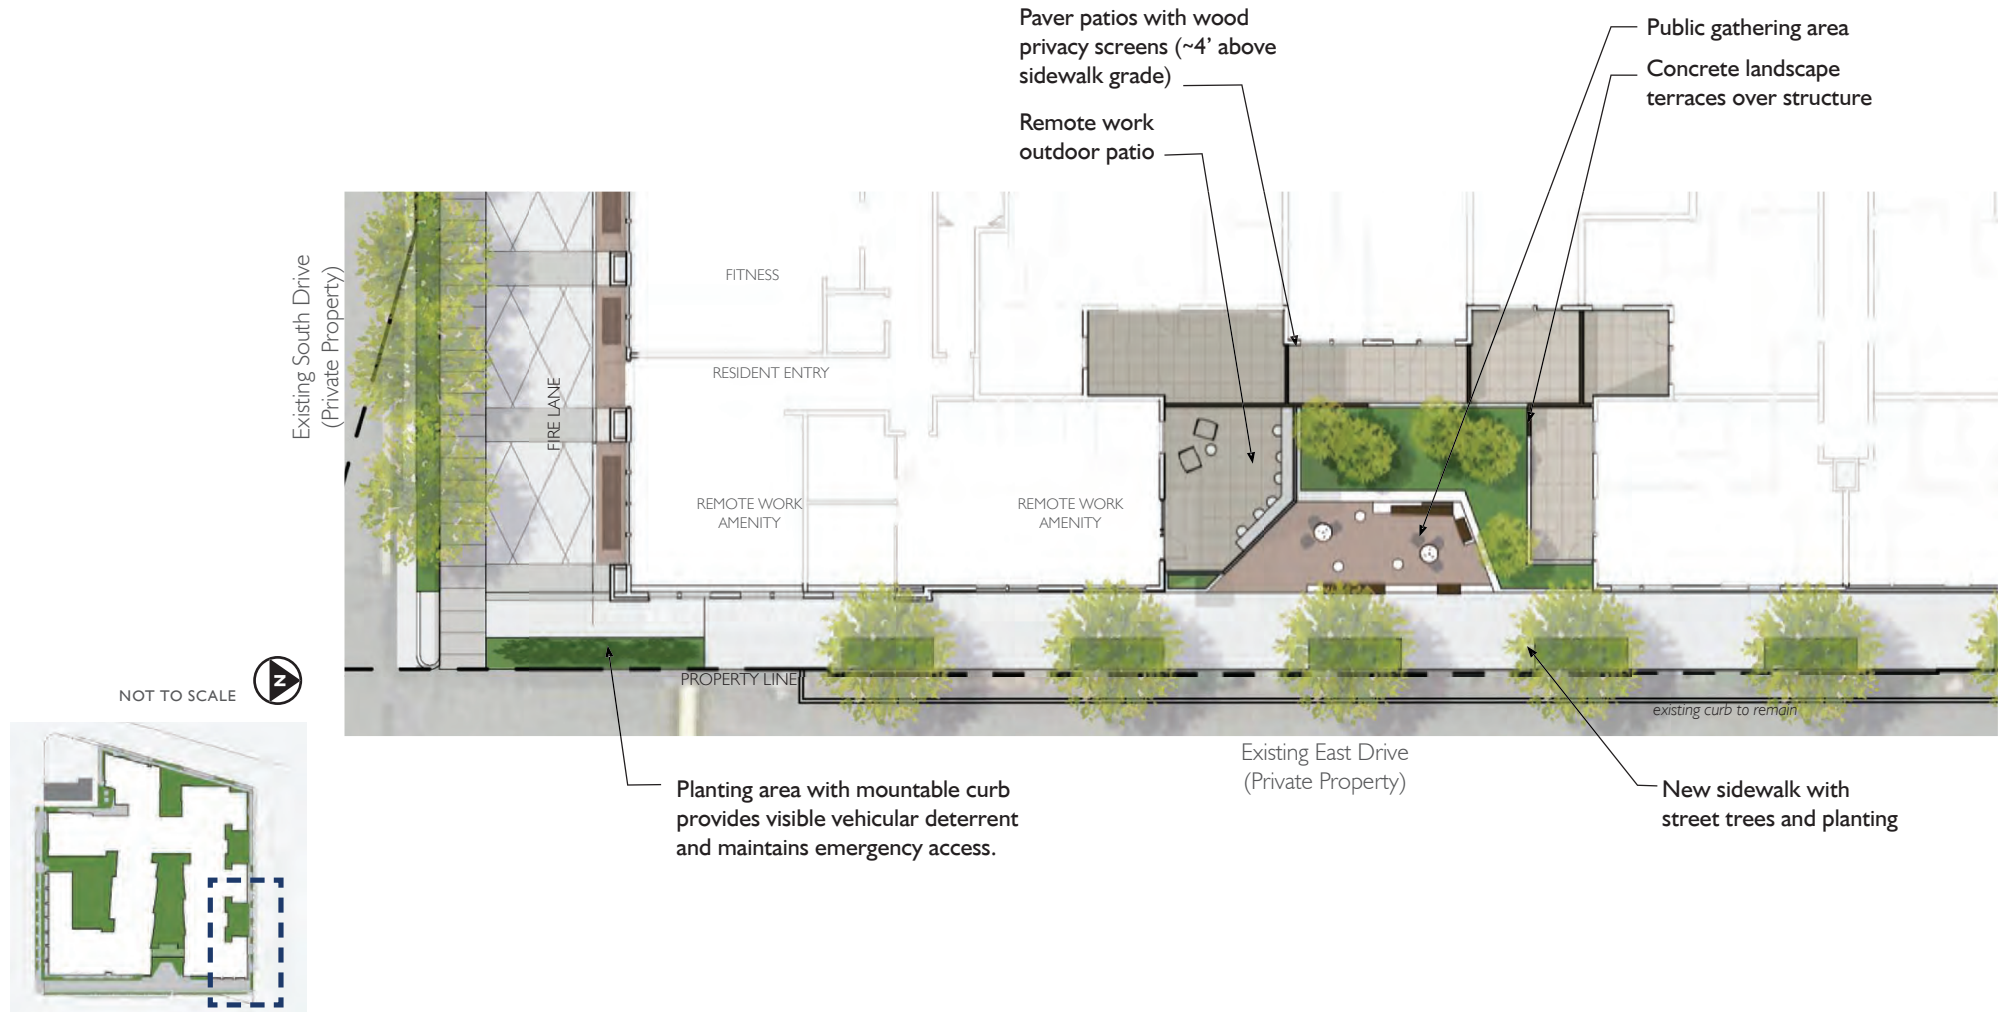 Paver patios with wood
privacy screens (~4’ above
sidewalk grade)
Remote work
outdoor patio
Public gathering area
Concrete landscape
terraces over structure
Existing South Drive
(Private Property)
FIRE LANE
FITNESS
RESIDENT ENTRY
REMOTE WORK
AMENITY
REMOTE WORK
AMENITY
PROPERTY LINE
existing curb to remain
NOT TO SCALE
N
Existing East Drive
(Private Property)
Planting area with mountable curb
provides visible vehicular deterrent
and maintains emergency access.
New sidewalk with
street trees and planting